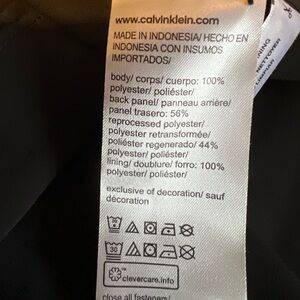 www.calvinklein.com
MADE IN INDONESIA/ HECHO EN
INDONESIA CON INSUMOS
IMPORTADOS/
body/ corps/ cuerpo: 100%
polyester/ poliéster/
back panel/ panneau arrière/
panel trasero: 56%
reprocessed polyester/
polyester retransformée/
poliéster regenerado/ 44%
polyester/ poliéster/
lining/ doublure/ forro: 100%
polyester/ poliéster/
exclusive of decoration/ sauf
décoration
30
clevercare.info
close all fasteners/